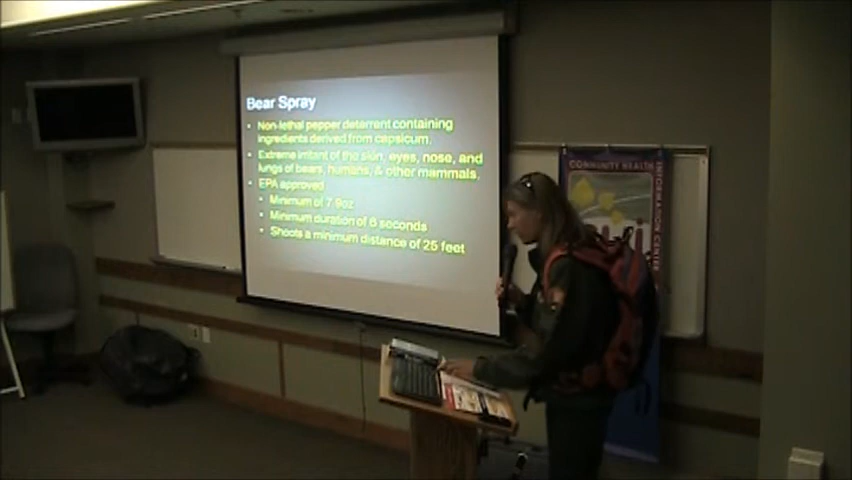 Bear Spray
• Non-lethal pepper deterrent containing
ingredients derived from capsicum.
• Extreme irritant of the skin, eyes, nose, and
lungs of bears, humans, & other mammals.
• EPA approved
• Minimum of 7.9oz
• Minimum duration of 6 seconds
• Shoots a minimum distance of 25 feet
COMMUNITY HEALTH
INFORMATION CENTER